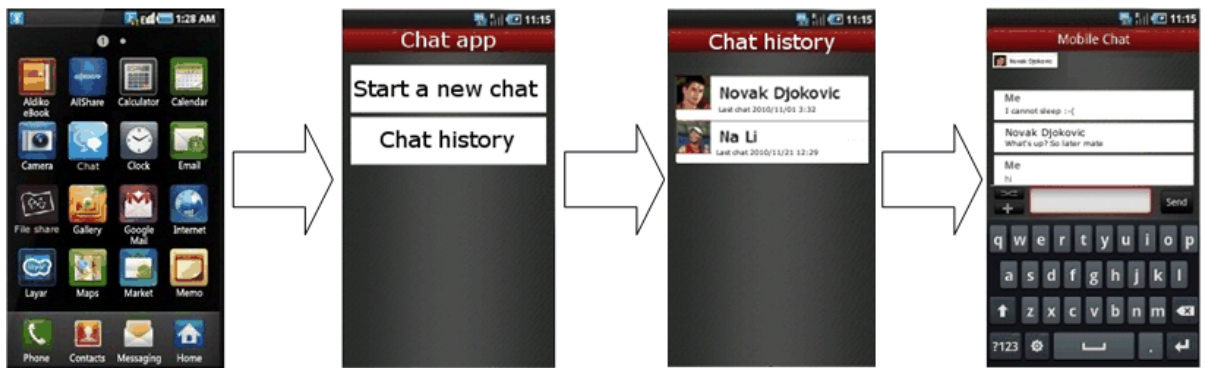 1:28 AM
1
Aldiko eBook
AllShare
Calculator
Calendar
Camera
Chat
Clock
Email
File share
Gallery
Google Mail
Internet
Layar
Maps
Market
Memo
Phone
Contacts
Messaging
Home
11:15
Chat app
Start a new chat
Chat history
11:15
Chat history
Novak Djokovic
Last chat 2010/11/01 3:32
Na Li
Last chat 2010/11/21 12:29
11:15
Mobile Chat
Novak Djokovic
Me
I cannot sleep :-(
Novak Djokovic
What's up? So later mate
Me
hi
Send
q w e r t y u i o p
a s d f g h j k l
z x c v b n m
?123 .